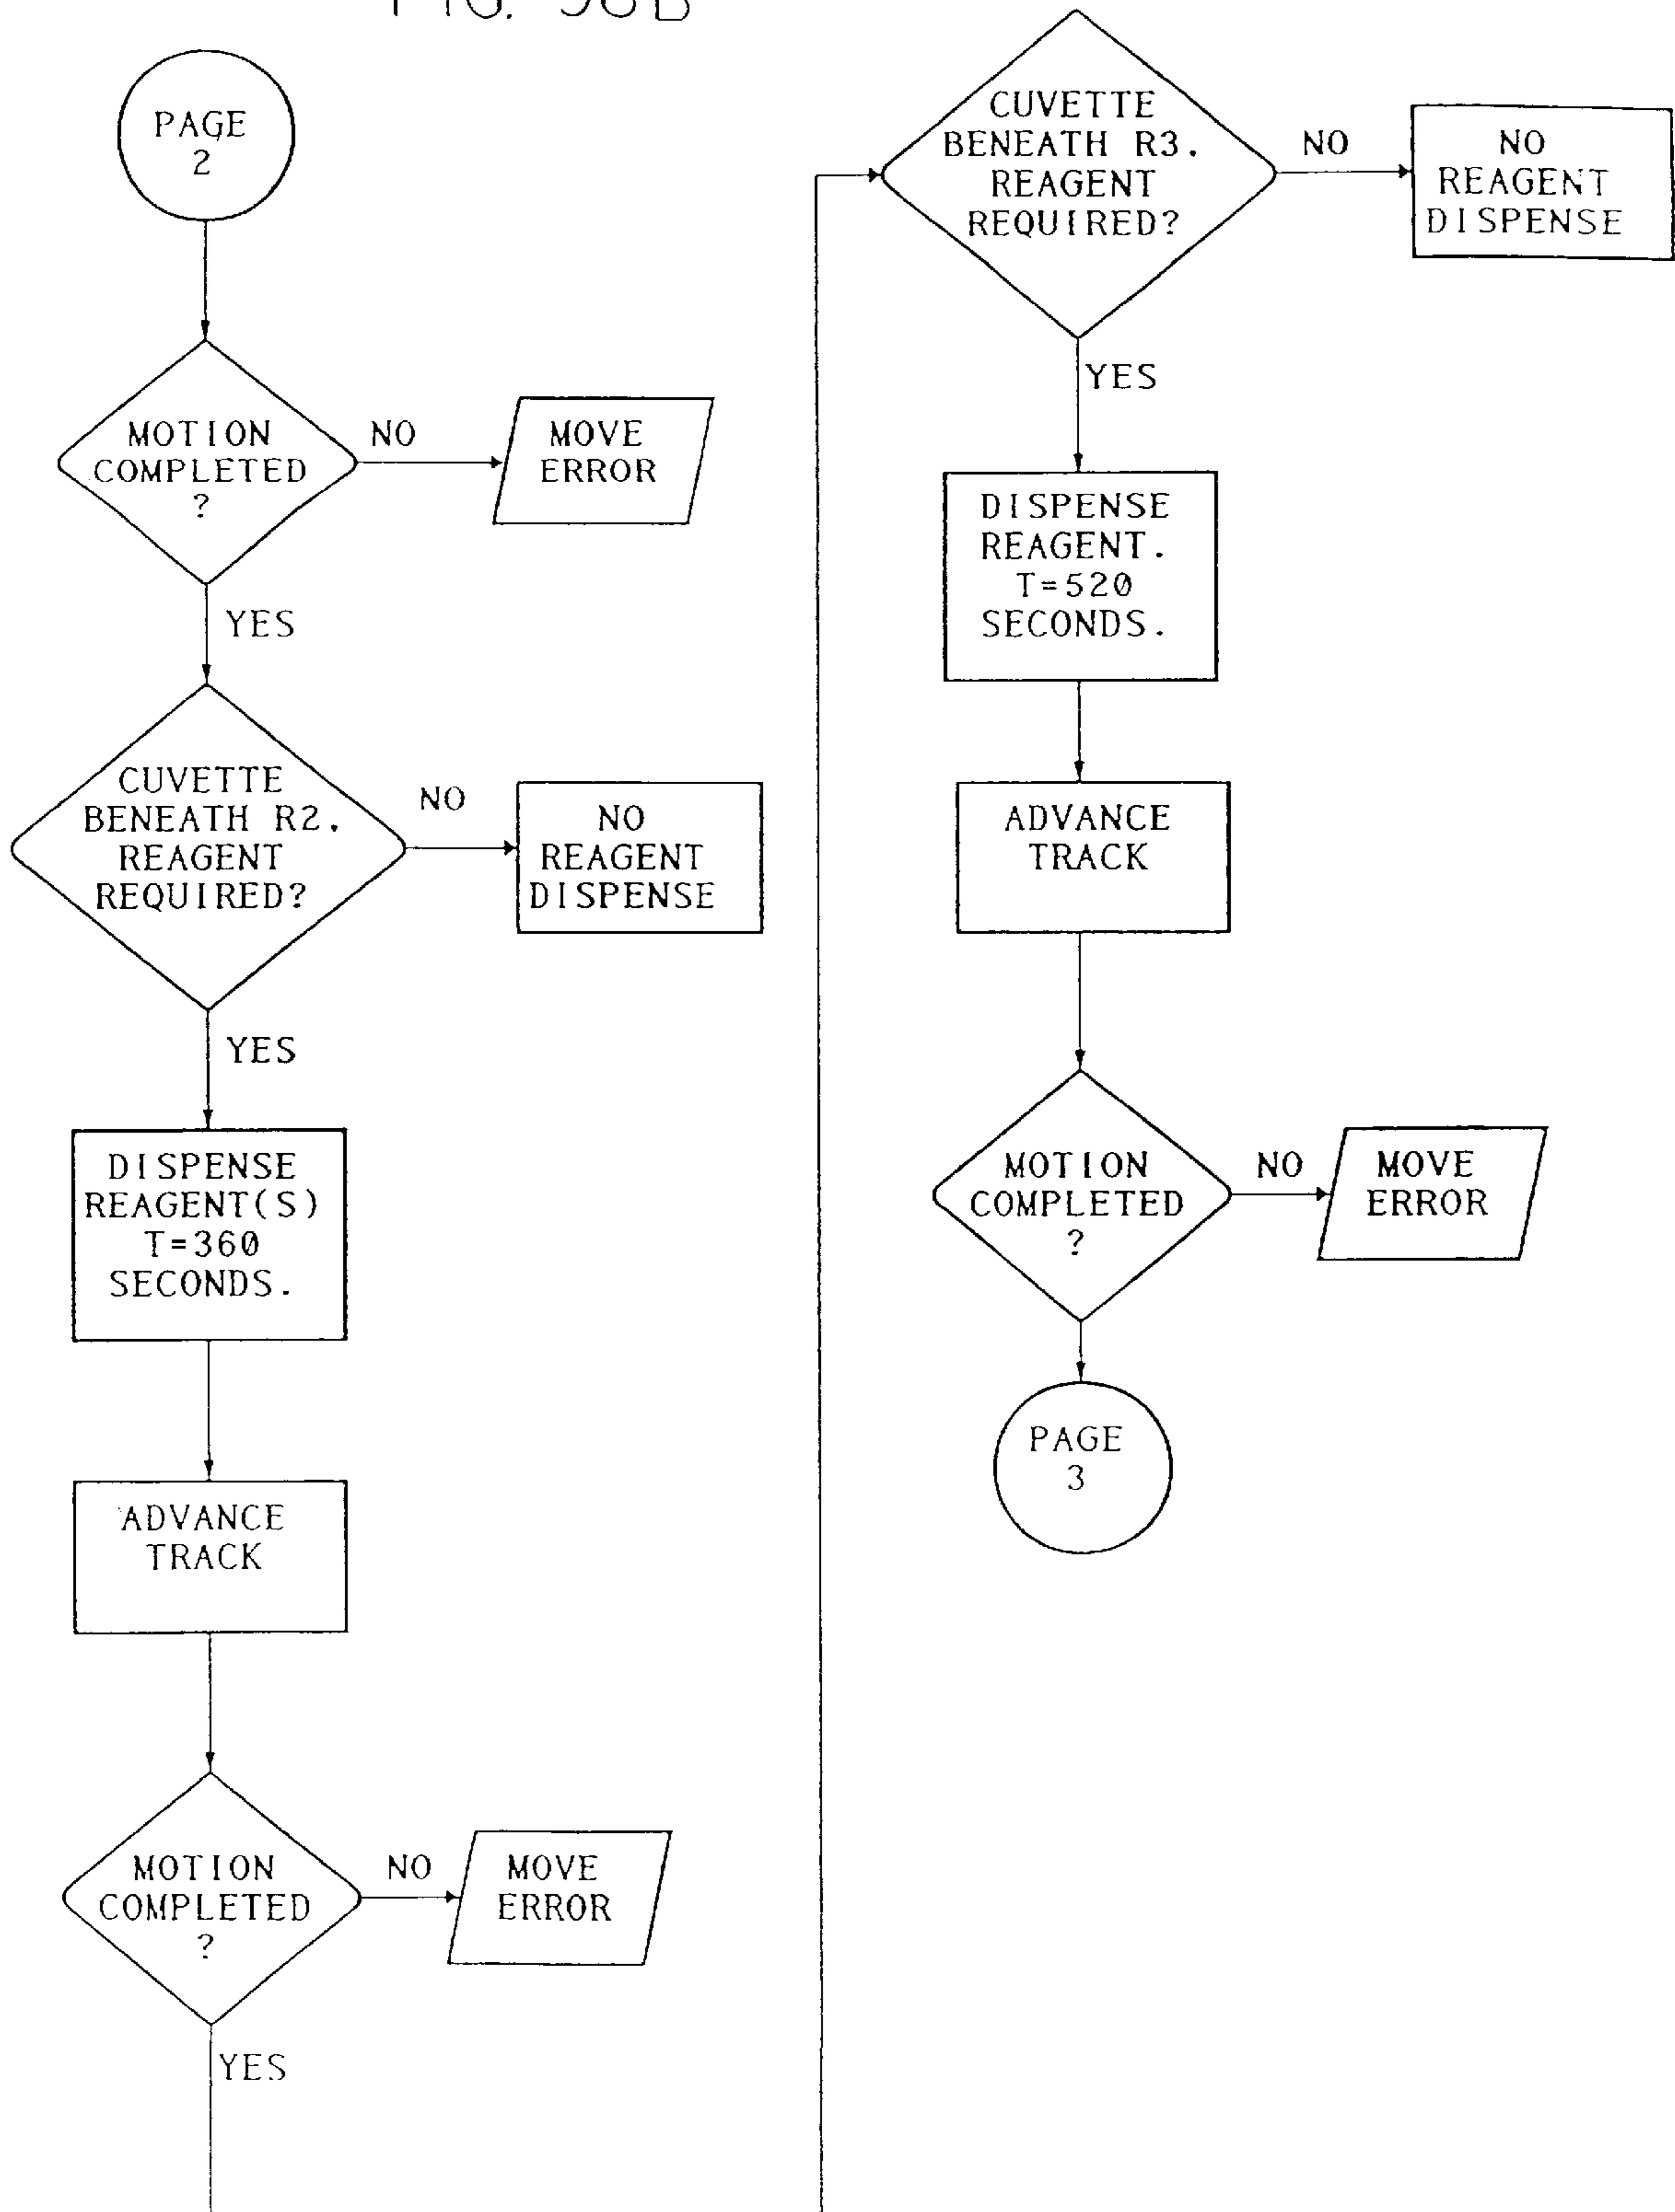 FIG.
PAGE
2
MOTION
COMPLETED
?
NO
MOVE
ERROR
YES
CUVETTE
BENEATH R2.
REAGENT
REQUIRED?
NO
NO
REAGENT
DISPENSE
YES
DISPENSE
REAGENT(S)
T=360
SECONDS.
ADVANCE
TRACK
MOTION
COMPLETED
?
NO
MOVE
ERROR
YES
CUVETTE
BENEATH R3.
REAGENT
REQUIRED?
NO
NO
REAGENT
DISPENSE
YES
DISPENSE
REAGENT.
T=520
SECONDS.
ADVANCE
TRACK
MOTION
COMPLETED
?
NO
MOVE
ERROR
PAGE
3